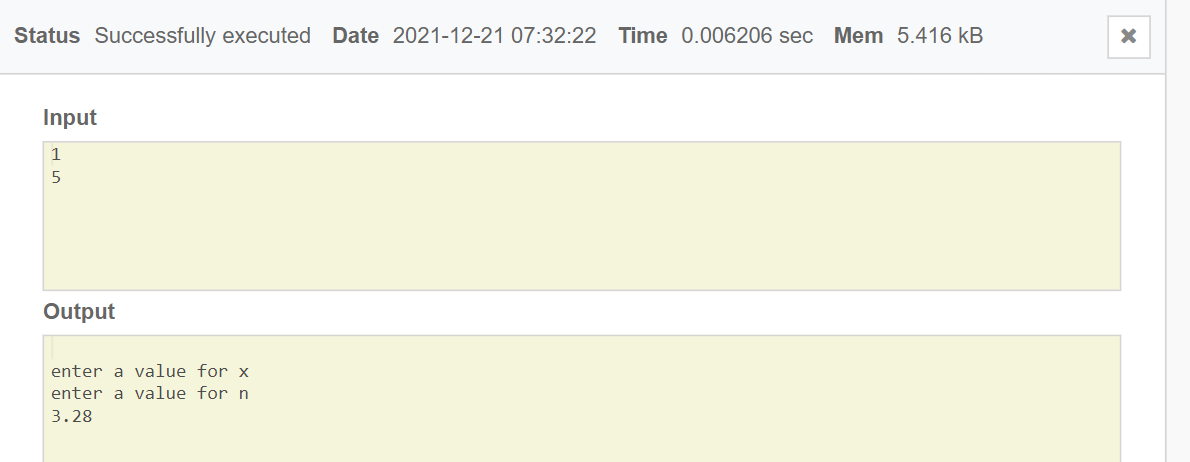 Status Successfully executed Date 2021-12-21 07:32:22 Time 0.006206 sec Mem 5.416 kB
Input
1
5
Output
enter a value for x
enter a value for n
3.28